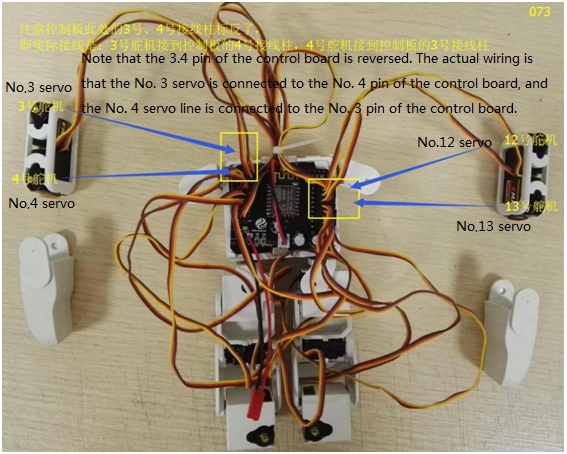 073
注意控制板此处的3号、4号接线柱标反了，
即实际接线是：3号舵机接到控制板的4号接线柱，4号舵机接到控制板的3号接线柱
Note that the 3.4 pin of the control board is reversed. The actual wiring is
that the No. 3 servo is connected to the No. 4 pin of the control board, and
the No. 4 servo line is connected to the No. 3 pin of the control board.
No,3 servo
3号舵机
4号舵机
No,4 servo
No,12 servo
12号舵机
13号舵机
No,13 servo